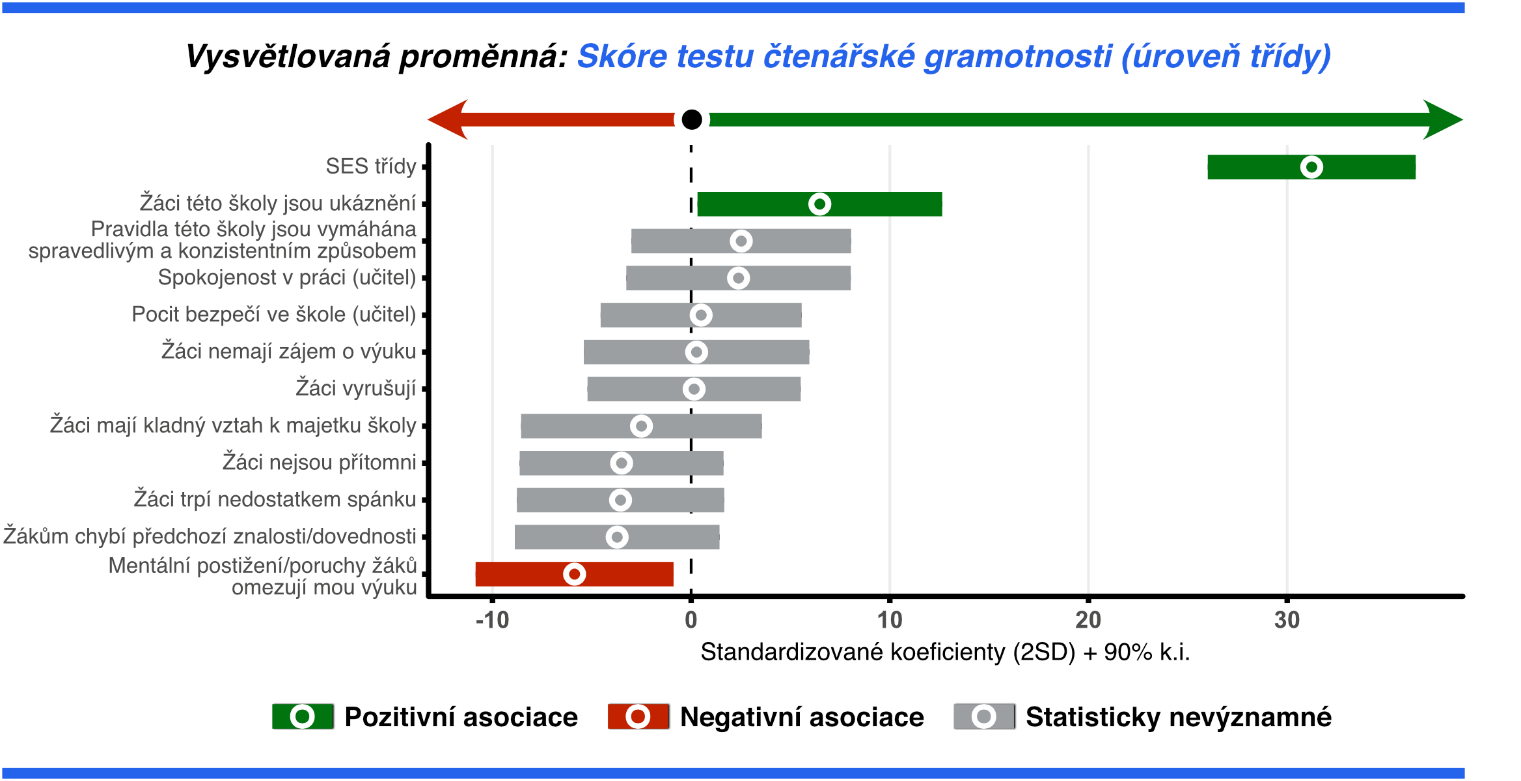 Vysvětlovaná proměnná: Skóre testu čtenářské gramotnosti (úroveň třídy)
SES třídy
Žáci této školy jsou ukáznění
Pravidla této školy jsou vymáhána
spravedlivým a konzistentním způsobem
Spokojenost v práci (učitel)
Pocit bezpečí ve škole (učitel)
Žáci nemají zájem o výuku
Žáci vyrušují
Žáci mají kladný vztah k majetku školy
Žáci nejsou přítomni
Žáci trpí nedostatkem spánku
Žákům chybí předchozí znalosti/dovednosti
Mentální postižení/poruchy žáků
omezují mou výuku
-10 0 10 20 30
Standardizované koeficienty (2SD) + 90% k.i.
Pozitivní asociace Negativní asociace Statisticky nevýznamné